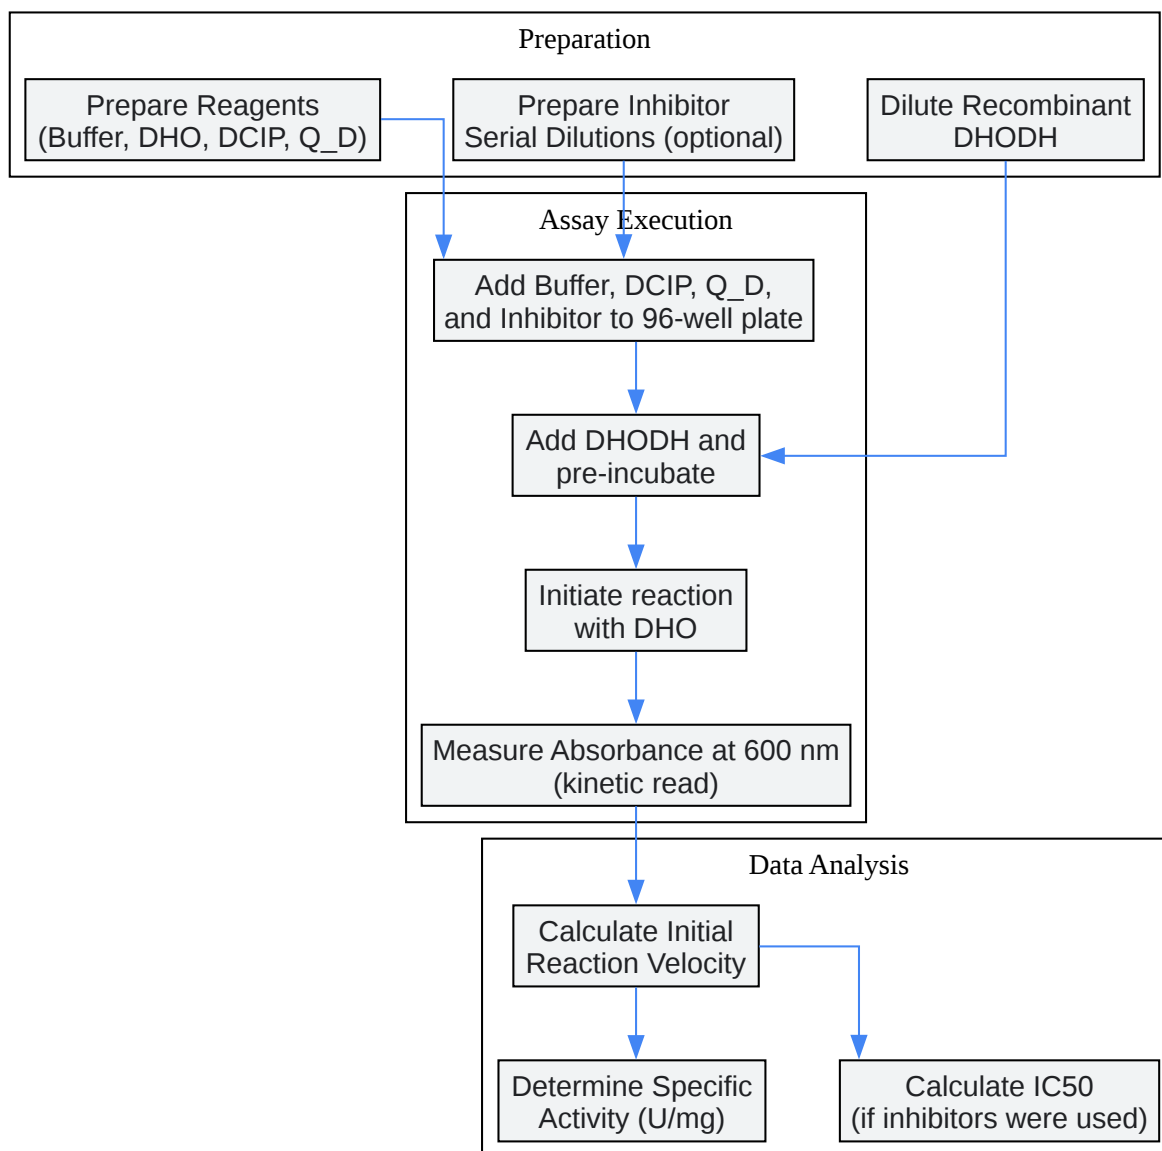 Preparation
Prepare Reagents
(Buffer, DHO, DCIP, Q_D)
Prepare Inhibitor
Serial Dilutions (optional)
Dilute Recombinant
DHODH
Assay Execution
Add Buffer, DCIP, Q_D,
and Inhibitor to 96-well plate
Add DHODH and
pre-incubate
Initiate reaction
with DHO
Measure Absorbance at 600 nm
(kinetic read)
Data Analysis
Calculate Initial
Reaction Velocity
Determine Specific
Activity (U/mg)
Calculate IC50
(if inhibitors were used)